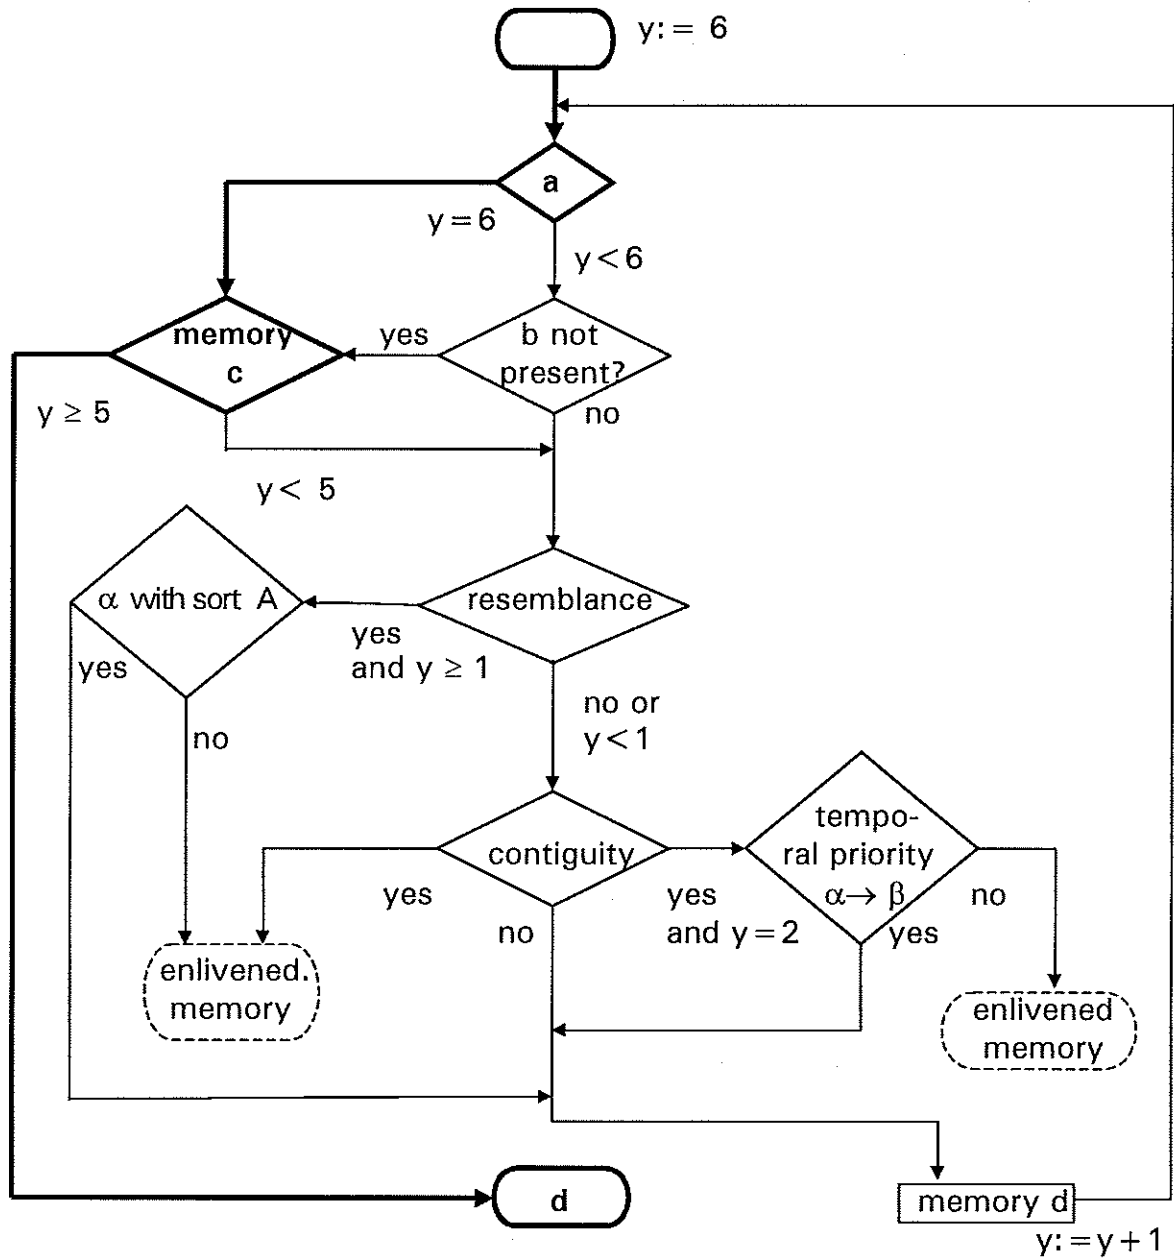 y: = 6
a
y = 6
y < 6
memory
c
yes
b not
present?
no
y ≥ 5
y < 5
α with sort A
resemblance
yes
and y ≥ 1
yes
no
no or
y < 1
tempo-
ral priority
α→ β
contiguity
yes
no
yes
and y = 2
no
yes
enlivened.
memory
enlivened
memory
d
memory d
y: = y + 1